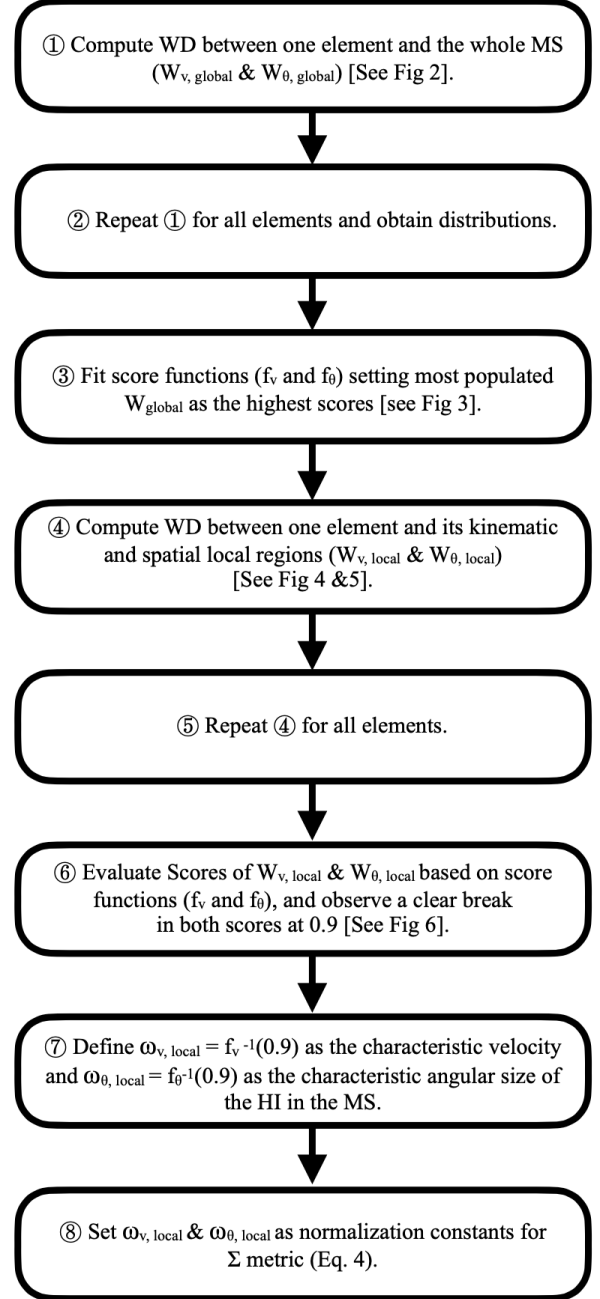 ① Compute WD between one element and the whole MS
(Wv, global & Wθ, global) [See Fig 2].
② Repeat ① for all elements and obtain distributions.
③ Fit score functions (fv and fθ) setting most populated
Wglobal as the highest scores [see Fig 3].
④ Compute WD between one element and its kinematic
and spatial local regions (Wv, local & Wθ, local)
[See Fig 4 &5].
⑤ Repeat ④ for all elements.
⑥ Evaluate Scores of Wv, local & Wθ, local based on score
functions (fv and fθ), and observe a clear break
in both scores at 0.9 [See Fig 6].
⑦ Define ωv, local = fv -1(0.9) as the characteristic velocity
and ωθ, local = fθ-1(0.9) as the characteristic angular size of
the HI in the MS.
⑧ Set ωv, local & ωθ, local as normalization constants for
Σ metric (Eq. 4).